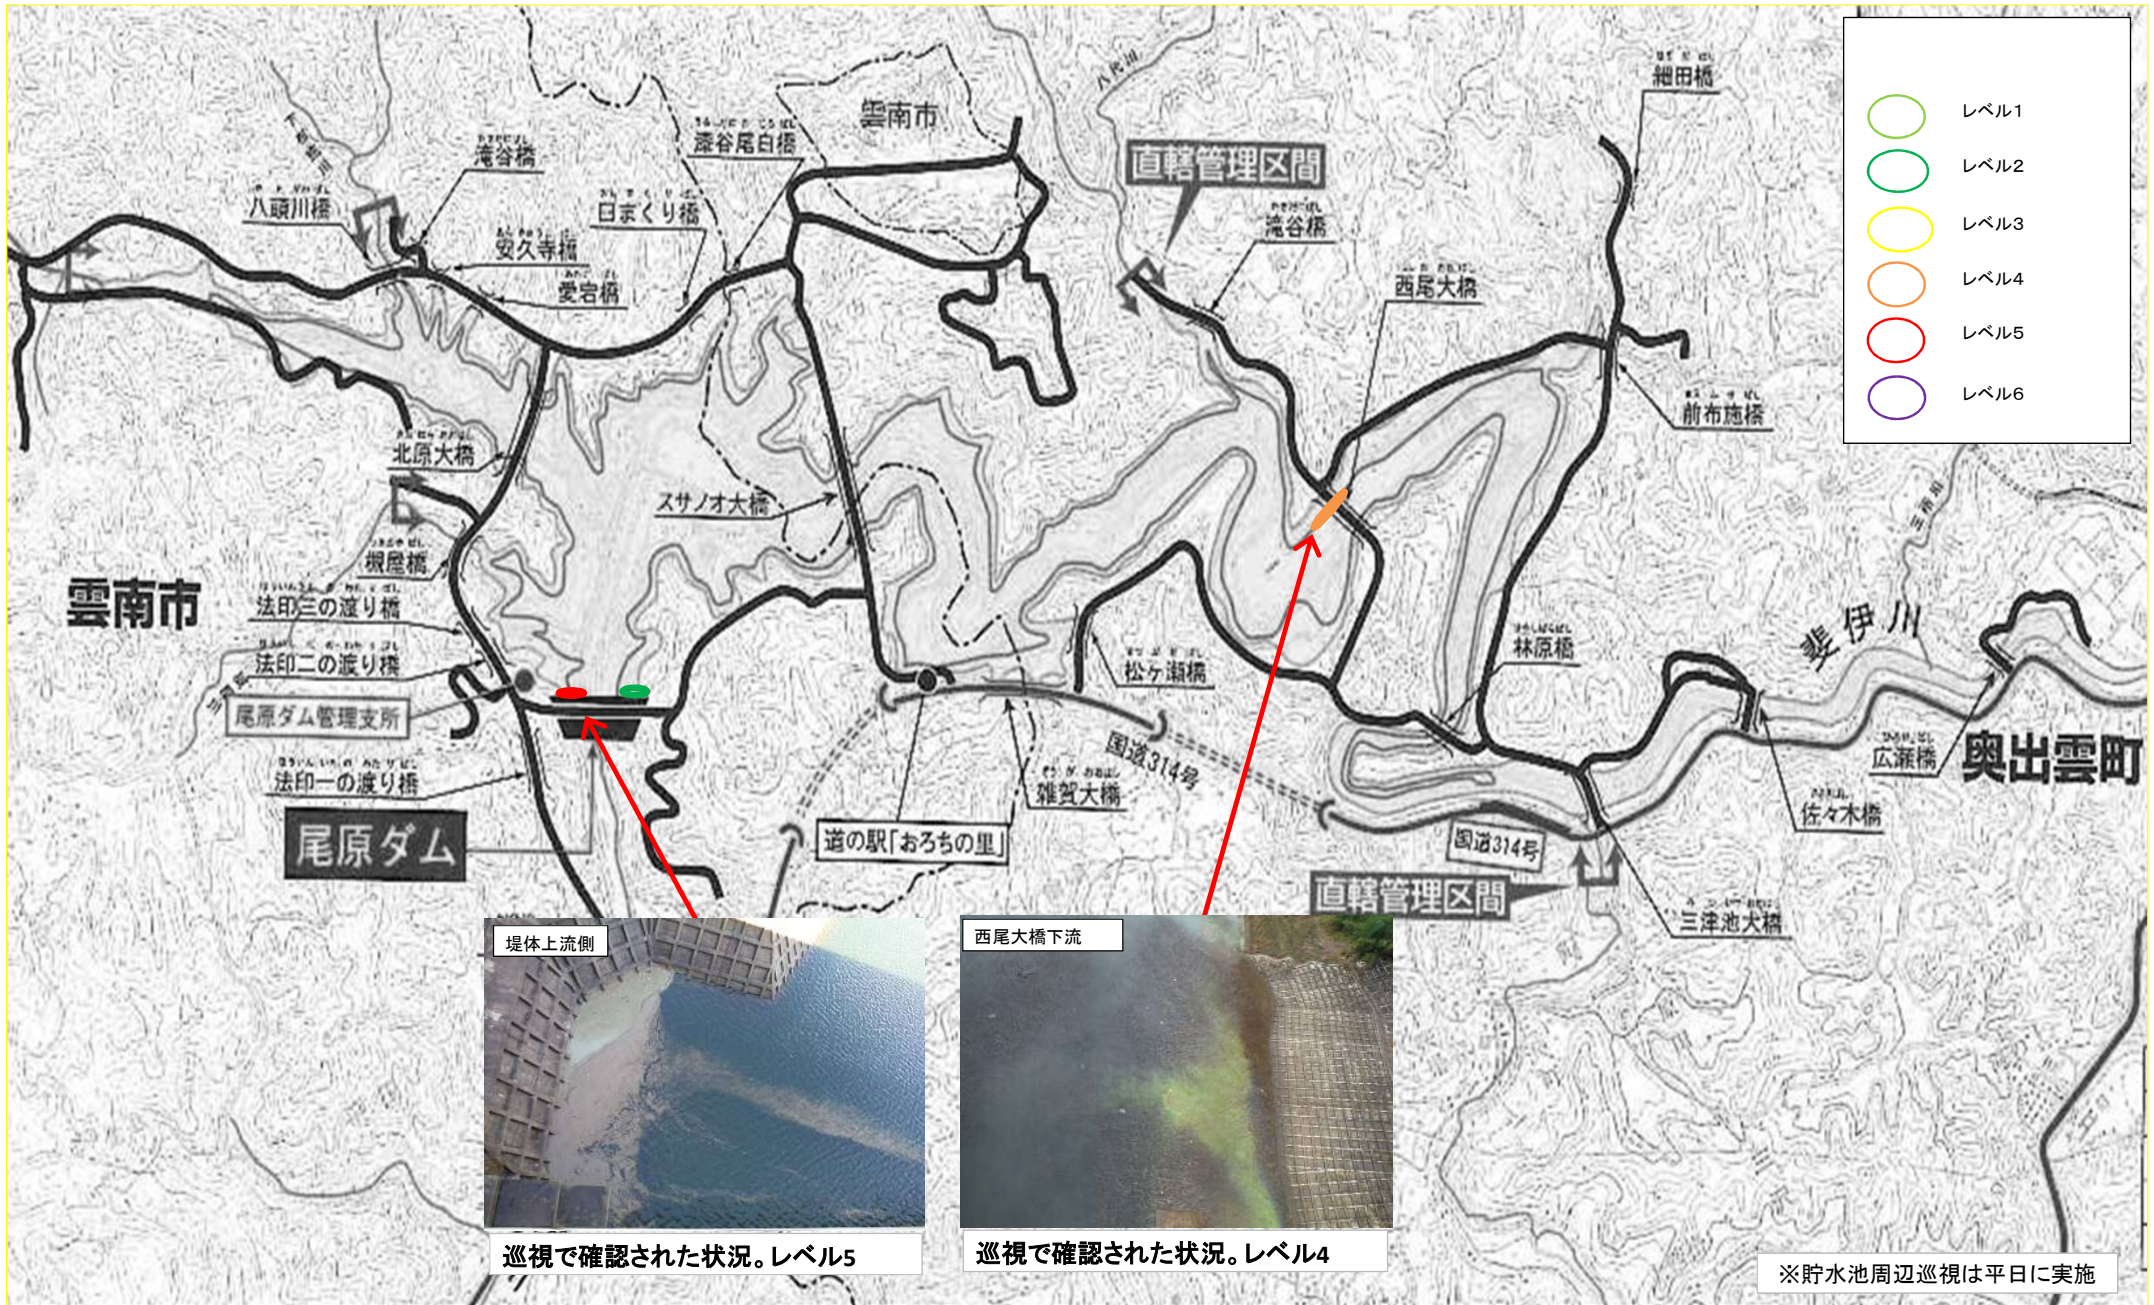 レベル1
レベル2
レベル3
レベル4
レベル5
レベル6
雲南市
細田橋
滝谷橋
漆谷尾白橋
直轄管理区間
八頭川橋
日まくり橋
安久寺橋
愛宕橋
滝谷橋
西尾大橋
前布施橋
北原大橋
スサノオ大橋
槻屋橋
雲南市
法印三の渡り橋
法印二の渡り橋
尾原ダム管理支所
法印一の渡り橋
尾原ダム
松ヶ瀬橋
林原橋
斐伊川
広瀬橋
奥出雲町
国道314号
雑賀大橋
道の駅「おろちの里」
佐々木橋
国道314号
直轄管理区間
三津池大橋
堤体上流側
西尾大橋下流
巡視で確認された状況。レベル5
巡視で確認された状況。レベル4
※貯水池周辺巡視は平日に実施